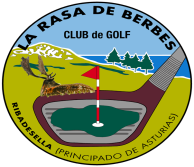 LA RASA DE BERBES
CLUB de GOLF
RIBADESELLA (PRINCIPADO DE ASTURIAS)